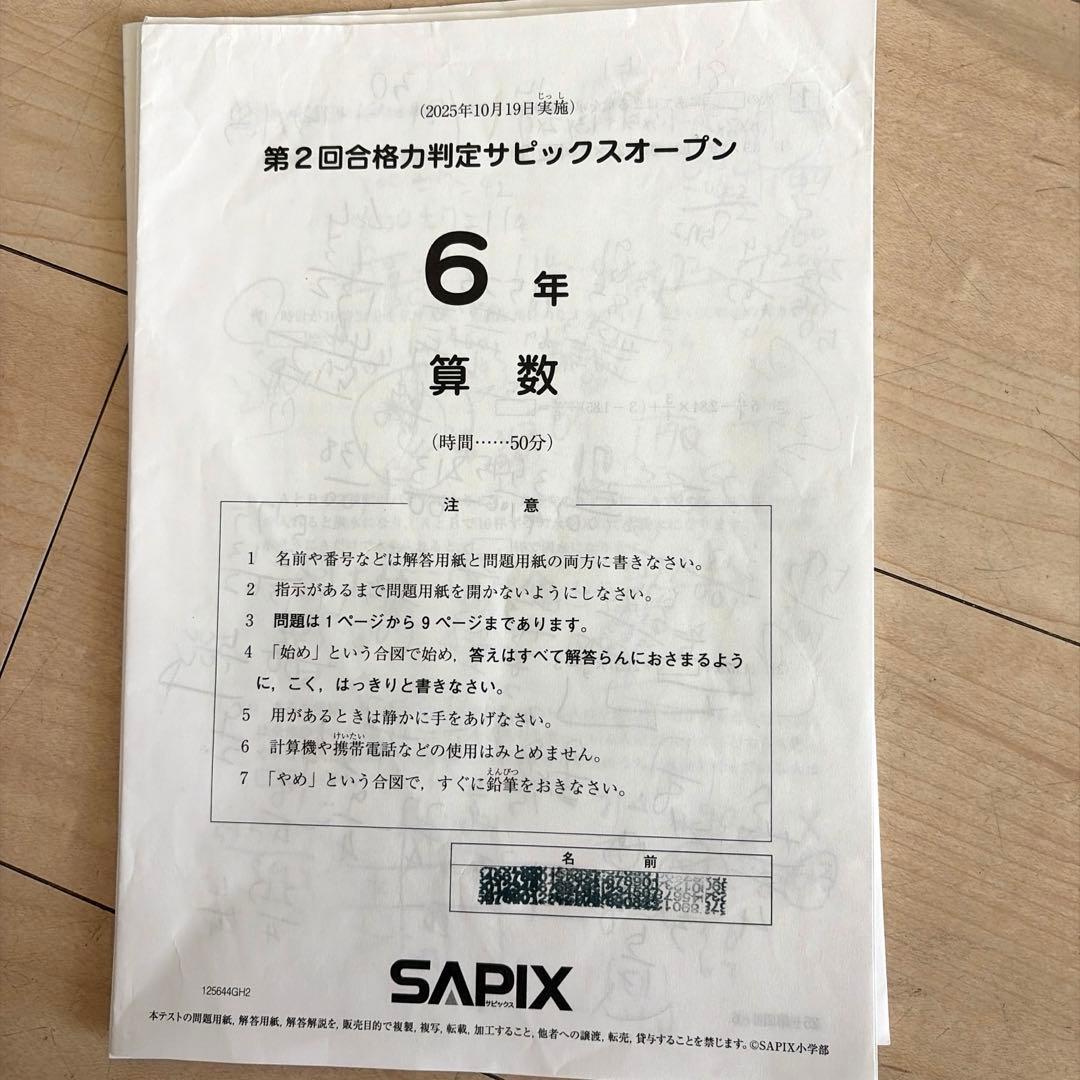 (2025年10月19日実施)
じっし
第2回合格力判定サピックスオープン
6年
算数
(時間……50分)
注意
1 名前や番号などは解答用紙と問題用紙の両方に書きなさい。
2 指示があるまで問題用紙を開かないようにしなさい。
3 問題は1ページから9ページまであります。
4 「始め」という合図で始め,答えはすべて解答らんにおさまるよう
に,こく,はっきりと書きなさい。
5 用があるときは静かに手をあげなさい。
けいたい
6 計算機や携帯電話などの使用はみとめません。
えんぴつ
7 「やめ」という合図で,すぐに鉛筆をおきなさい。
名前
SAPIX
サピックス
125644GH2
本テストの問題用紙,解答用紙,解答解説を,販売目的で複製,複写,転載,加工すること,他者への譲渡,転売,貸与することを禁じます。©SAPIX小学部